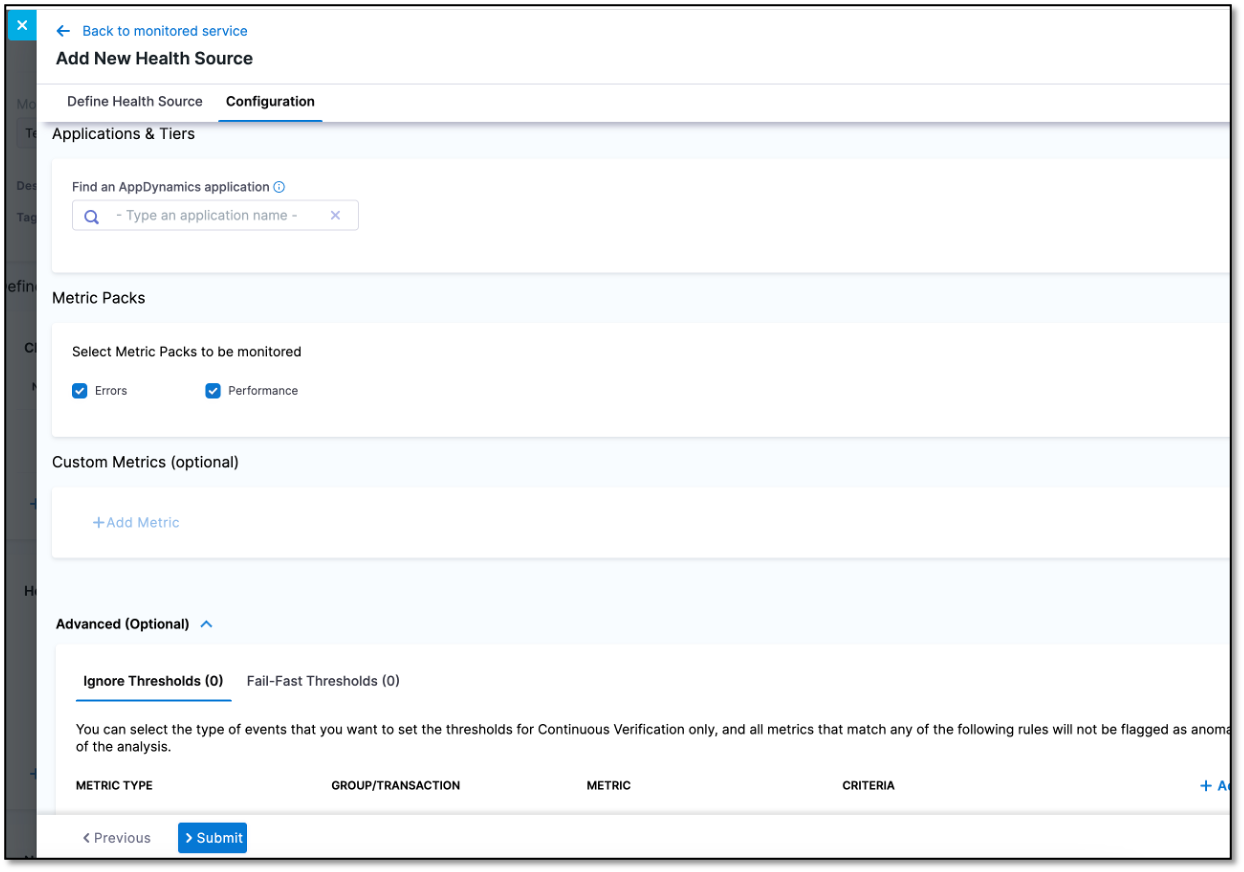 Back to monitored service
Add New Health Source
Define Health Source Configuration
Applications & Tiers
Find an AppDynamics application
- Type an application name -
Metric Packs
Select Metric Packs to be monitored
Errors Performance
Custom Metrics (optional)
+Add Metric
Advanced (Optional)
Ignore Thresholds (0) Fail-Fast Thresholds (0)
You can select the type of events that you want to set the thresholds for Continuous Verification only, and all metrics that match any of the following rules will not be flagged as anoma
of the analysis.
METRIC TYPE GROUP/TRANSACTION METRIC CRITERIA +
Previous Submit